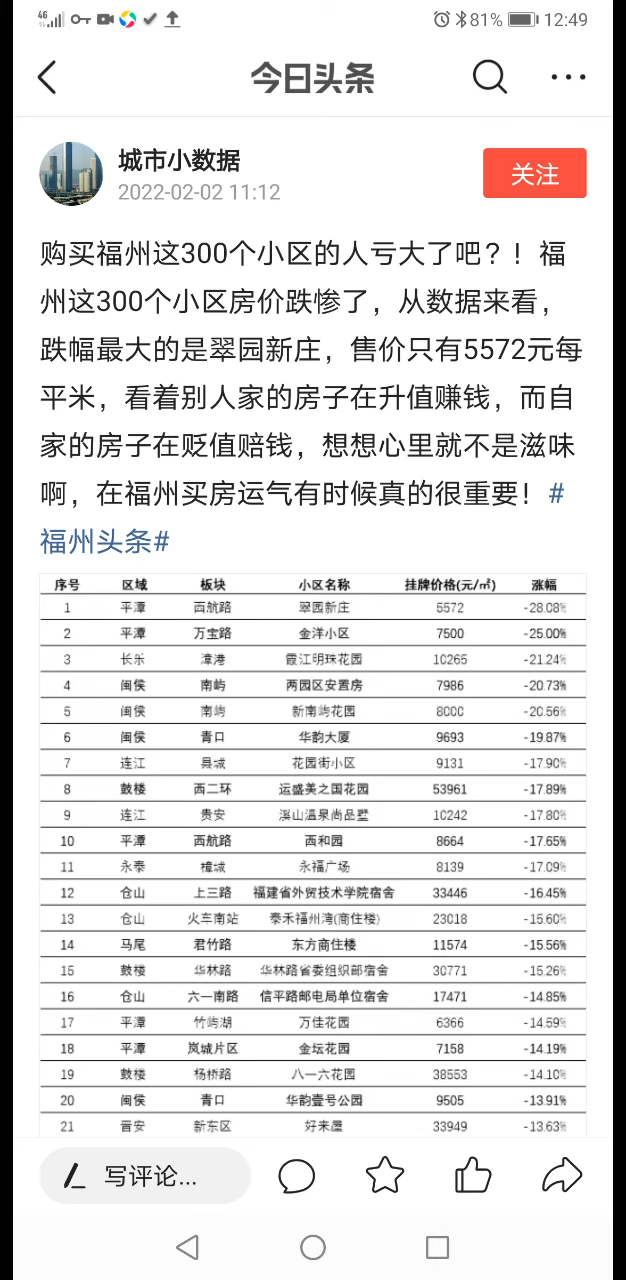 46
81%
12:49
今日头条
城市小数据
2022-02-02 11:12
关注
购买福州这300个小区的人亏大了吧？！福
州这300个小区房价跌惨了，从数据来看，
跌幅最大的是翠园新庄，售价只有5572元每
平米，看着别人家的房子在升值赚钱，而自
家的房子在贬值赔钱，想想心里就不是滋味
啊，在福州买房运气有时候真的很重要！#
福州头条#
序号 区域 板块 小区名称 挂牌价格(元/㎡) 涨幅
1 平潭 西航路 翠园新庄 5572 -28.08%
2 平潭 万宝路 金洋小区 7500 -25.00%
3 长乐 漳港 霞江明珠花园 10265 -21.24%
4 闽侯 南屿 两园区安置房 7986 -20.73%
5 闽侯 南屿 新南屿花园 8000 -20.56%
6 闽侯 青口 华韵大厦 9693 -19.87%
7 连江 县城 花园街小区 9131 -17.90%
8 鼓楼 西二环 运盛美之国花园 53961 -17.89%
9 连江 贵安 溪山温泉尚品墅 10242 -17.80%
10 平潭 西航路 西和园 8664 -17.65%
11 永泰 樟城 永福广场 8139 -17.09%
12 仓山 上三路 福建省外贸技术学院宿舍 33446 -16.45%
13 仓山 火车南站 泰禾福州湾(商住楼) 23018 -15.60%
14 马尾 君竹路 东方商住楼 11574 -15.56%
15 鼓楼 华林路 华林路省委组织部宿舍 30771 -15.26%
16 仓山 六一南路 信平路邮电局单位宿舍 17471 -14.85%
17 平潭 竹屿湖 万佳花园 6366 -14.59%
18 平潭 岚城片区 金坛花园 7158 -14.19%
19 鼓楼 杨桥路 八一六花园 38553 -14.10%
20 闽侯 青口 华韵壹号公园 9505 -13.91%
21 晋安 新东区 好来屋 33949 -13.63%
写评论...